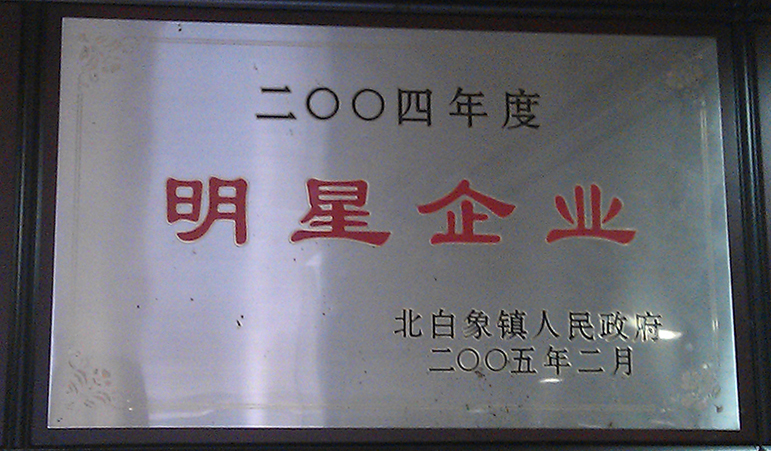 二〇〇四年度
明星企业
北白象镇人民政府
二〇〇五年二月